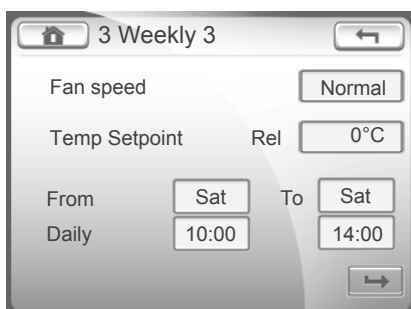 3 Weekly 3
Fan speed Normal
Temp Setpoint Rel 0°C
From Sat To Sat
Daily 10:00 14:00